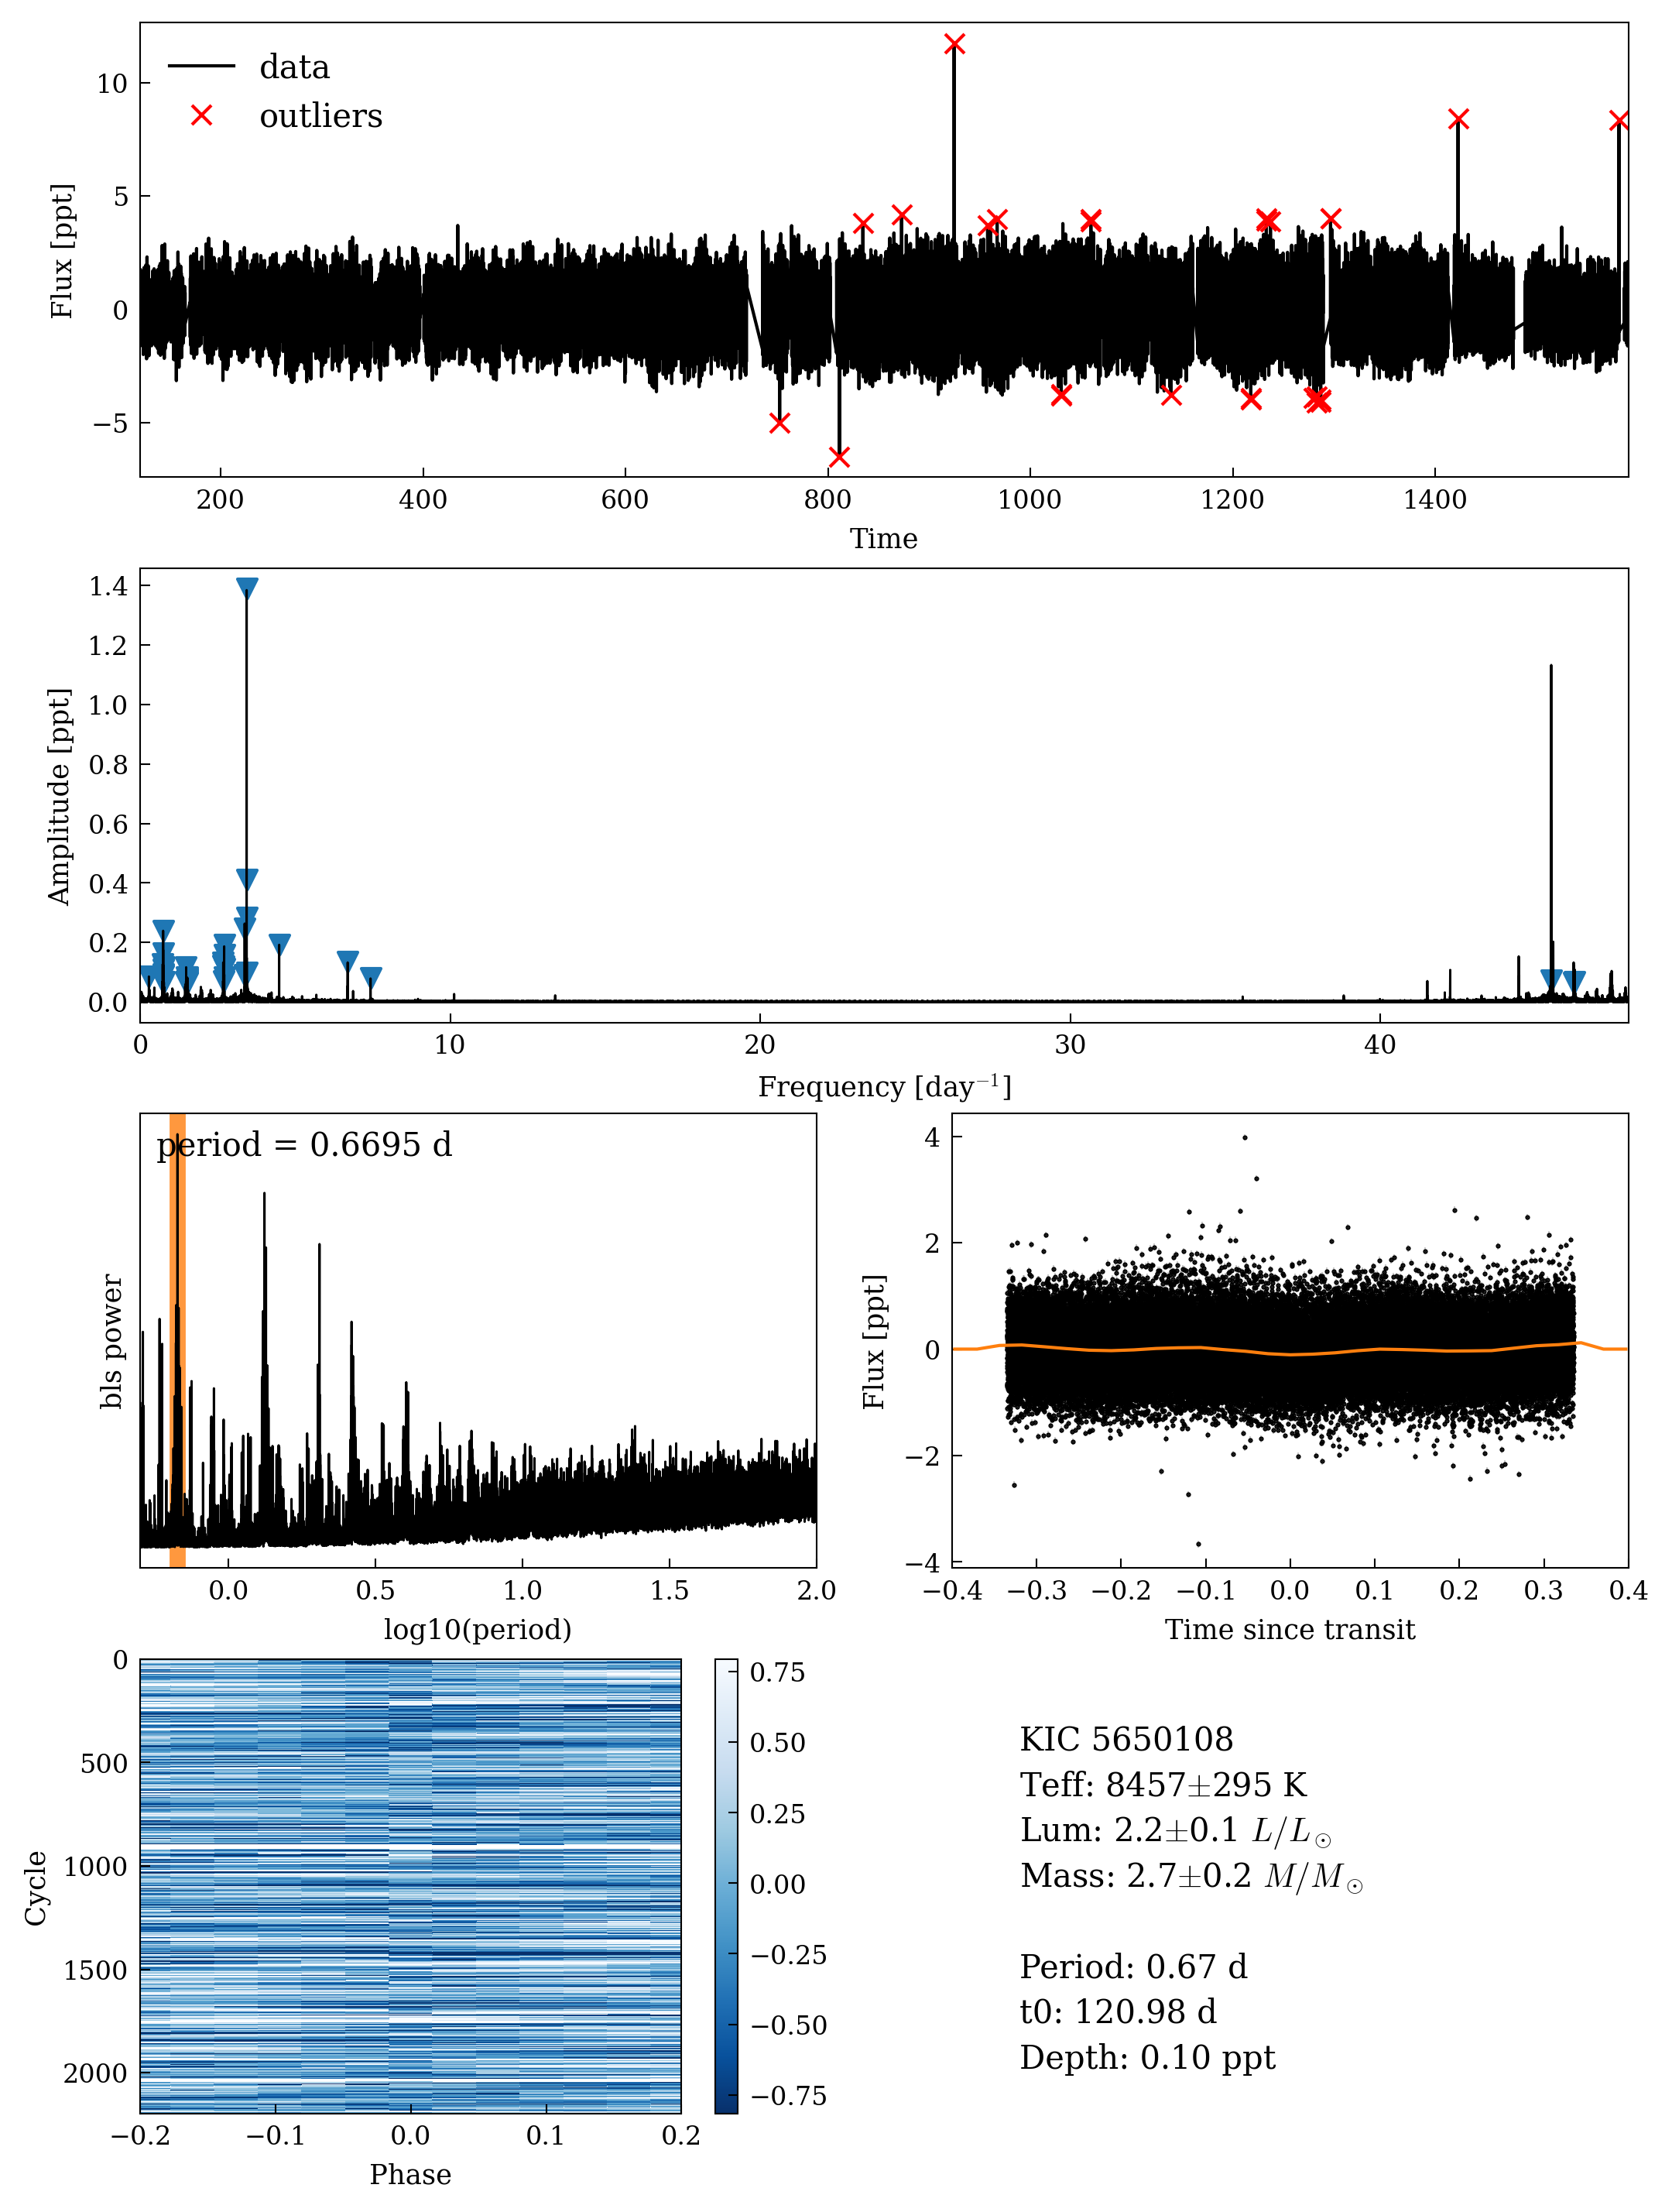 data
outliers
10
5
0
−5
Flux [ppt]
200 400 600 800 1000 1200 1400
Time
1.4
1.2
1.0
0.8
0.6
0.4
0.2
0.0
Amplitude [ppt]
0 10 20 30 40
Frequency [day⁻¹]
period = 0.6695 d
bls power
0.0 0.5 1.0 1.5 2.0
log10(period)
4
2
0
−2
−4
Flux [ppt]
−0.4 −0.3 −0.2 −0.1 0.0 0.1 0.2 0.3 0.4
Time since transit
0
500
1000
1500
2000
Cycle
−0.2 −0.1 0.0 0.1 0.2
Phase
0.75
0.50
0.25
0.00
−0.25
−0.50
−0.75
KIC 5650108
Teff: 8457±295 K
Lum: 2.2±0.1 L/L⊙
Mass: 2.7±0.2 M/M⊙
Period: 0.67 d
t0: 120.98 d
Depth: 0.10 ppt